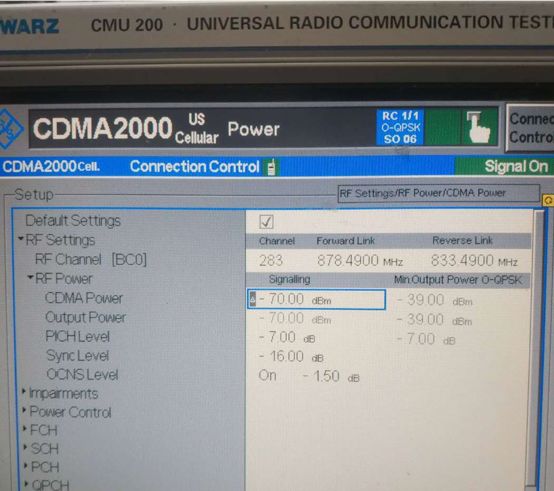 WARZ CMU 200 · UNIVERSAL RADIO COMMUNICATION TEST
CDMA2000 US Cellular Power
RC 1/1
O-QPSK
SO 06
Connec
Contro
CDMA2000 Cell. Connection Control Signal On
Setup
RF Settings/RF Power/CDMA Power
Default Settings
RF Settings Channel Forward Link Reverse Link
RF Channel [BC0] 283 878.4900 MHz 833.4900 MHz
RF Power Signalling Min.Output Power O-QPSK
CDMA Power - 70.00 dBm - 39.00 dBm
Output Power - 70.00 dBm - 39.00 dBm
PICH Level - 7.00 dB - 7.00 dB
Sync Level - 16.00 dB
OCNS Level On - 1.50 dB
Impairments
Power Control
FCH
SCH
PCH
QPCH